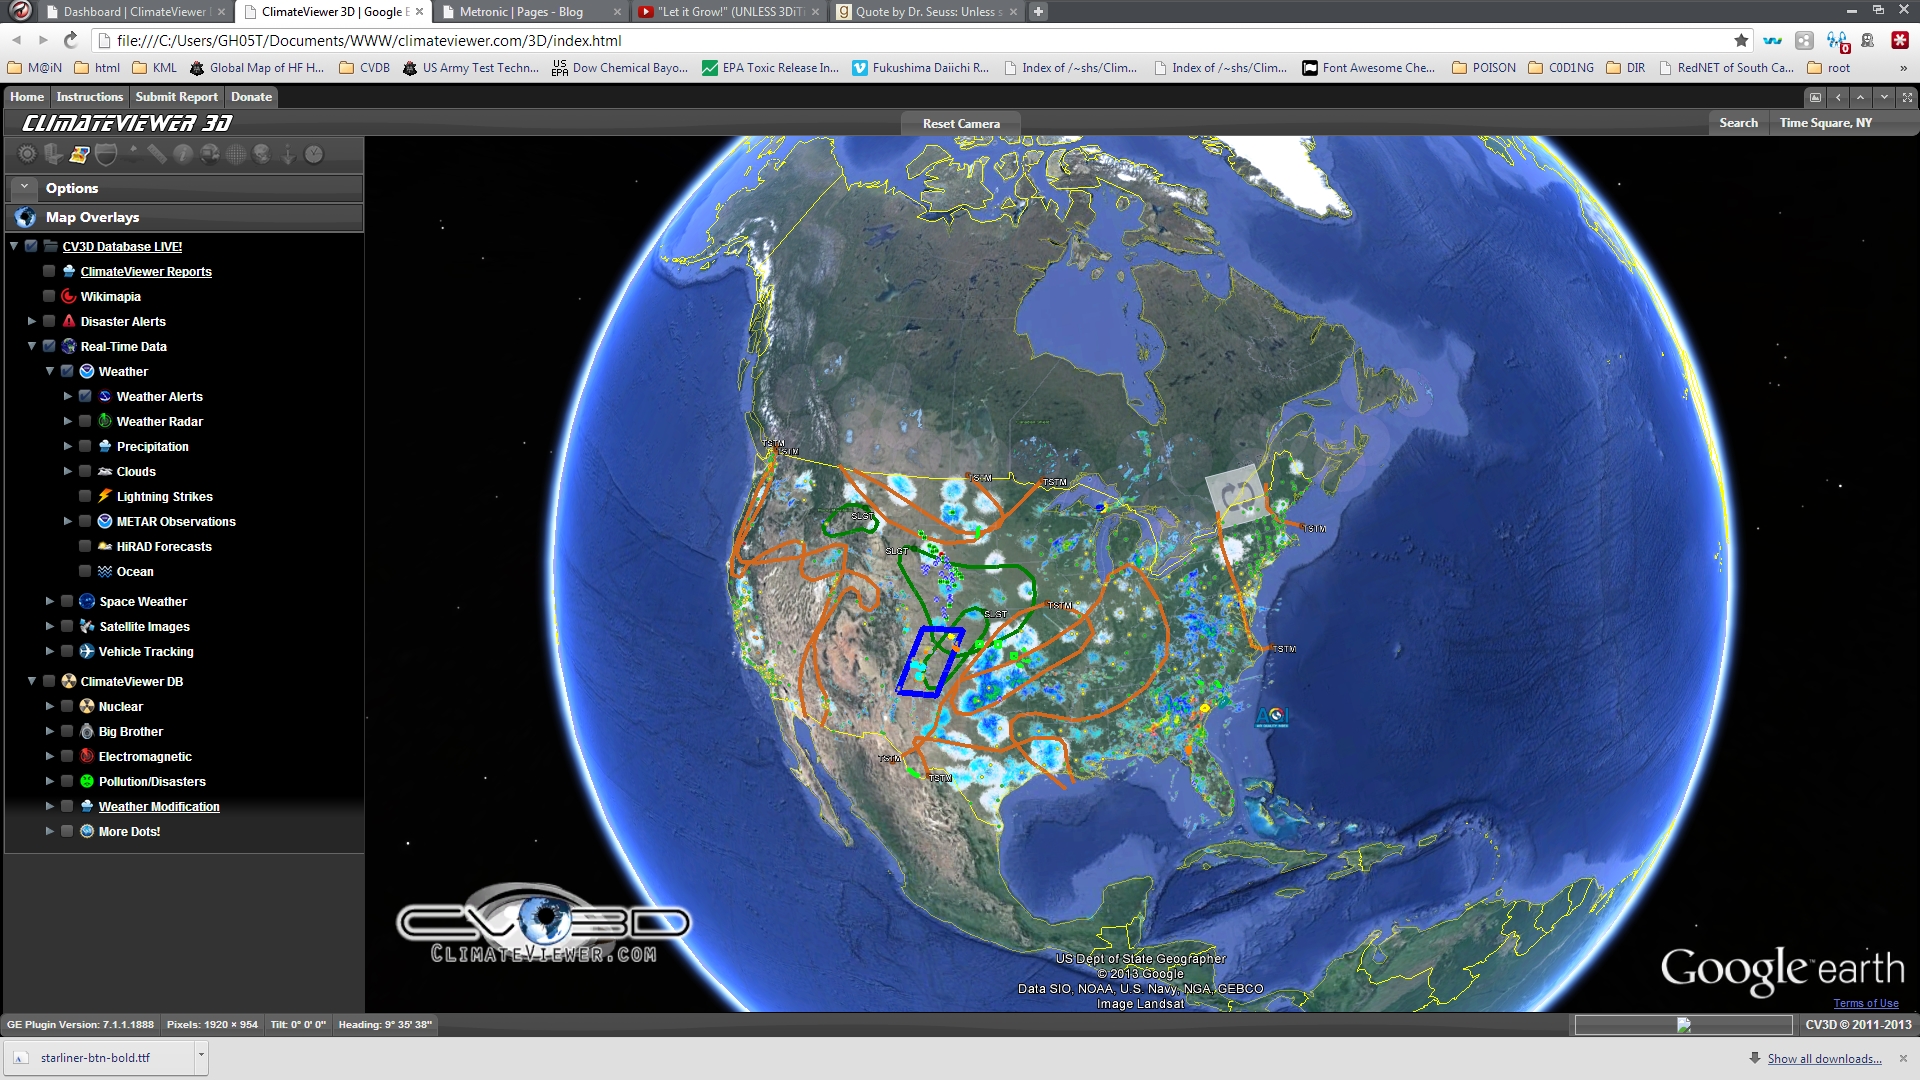 Dashboard | ClimateViewer
ClimateViewer 3D | Google E
Metronic | Pages - Blog
"Let it Grow!" (UNLESS 3DiT
Quote by Dr. Seuss: Unless s
file:///C:/Users/GH05T/Documents/WWW/climateviewer.com/3D/index.html
0
M@iN
html
KML
Global Map of HF H...
CVDB
US Army Test Techn...
US EPA
Dow Chemical Bayo...
EPA Toxic Release In...
Fukushima Daiichi R...
Index of /~shs/Clim...
Index of /~shs/Clim...
Font Awesome Che...
POISON
C0D1NG
DIR
RedNET of South Ca...
root
»
Home
Instructions
Submit Report
Donate
CLIMATEVIEWER 3D
Reset Camera
Search
Time Square, NY
Options
Map Overlays
CV3D Database LIVE!
ClimateViewer Reports
Wikimapia
Disaster Alerts
Real-Time Data
Weather
Weather Alerts
Weather Radar
Precipitation
Clouds
Lightning Strikes
METAR Observations
HiRAD Forecasts
Ocean
Space Weather
Satellite Images
Vehicle Tracking
ClimateViewer DB
Nuclear
Big Brother
Electromagnetic
Pollution/Disasters
Weather Modification
More Dots!
TSTM
TSTM
TSTM
TSTM
SLGT
TSTM
SLGT
TSTM
SLGT
TSTM
AQI
TSTM
TSTM
CV3D
CLIMATEVIEWER.COM
US Dept of State Geographer
© 2013 Google
Data SIO, NOAA, U.S. Navy, NGA, GEBCO
Image Landsat
Google earth
Terms of Use
GE Plugin Version: 7.1.1.1888
Pixels: 1920 × 954
Tilt: 0° 0' 0"
Heading: 9° 35' 38"
CV3D © 2011-2013
starliner-btn-bold.ttf
Show all downloads...